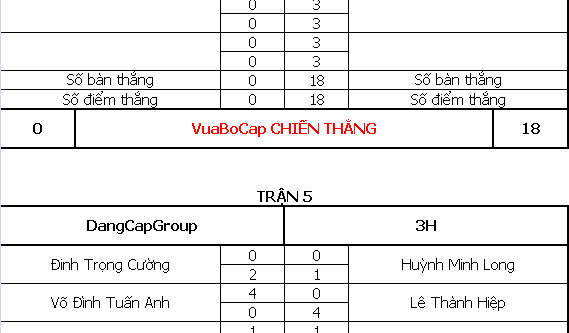 0 3
0 3
0 3
0 3
Số bàn thắng 0 18 Số bàn thắng
Số điểm thắng 0 18 Số điểm thắng
0 VuaBoCap CHIẾN THẮNG 18
TRẬN 5
DangCapGroup 3H
0 0
Đinh Trọng Cường Huỳnh Minh Long
2 1
4 0
Võ Đình Tuấn Anh Lê Thành Hiệp
0 4
1 1